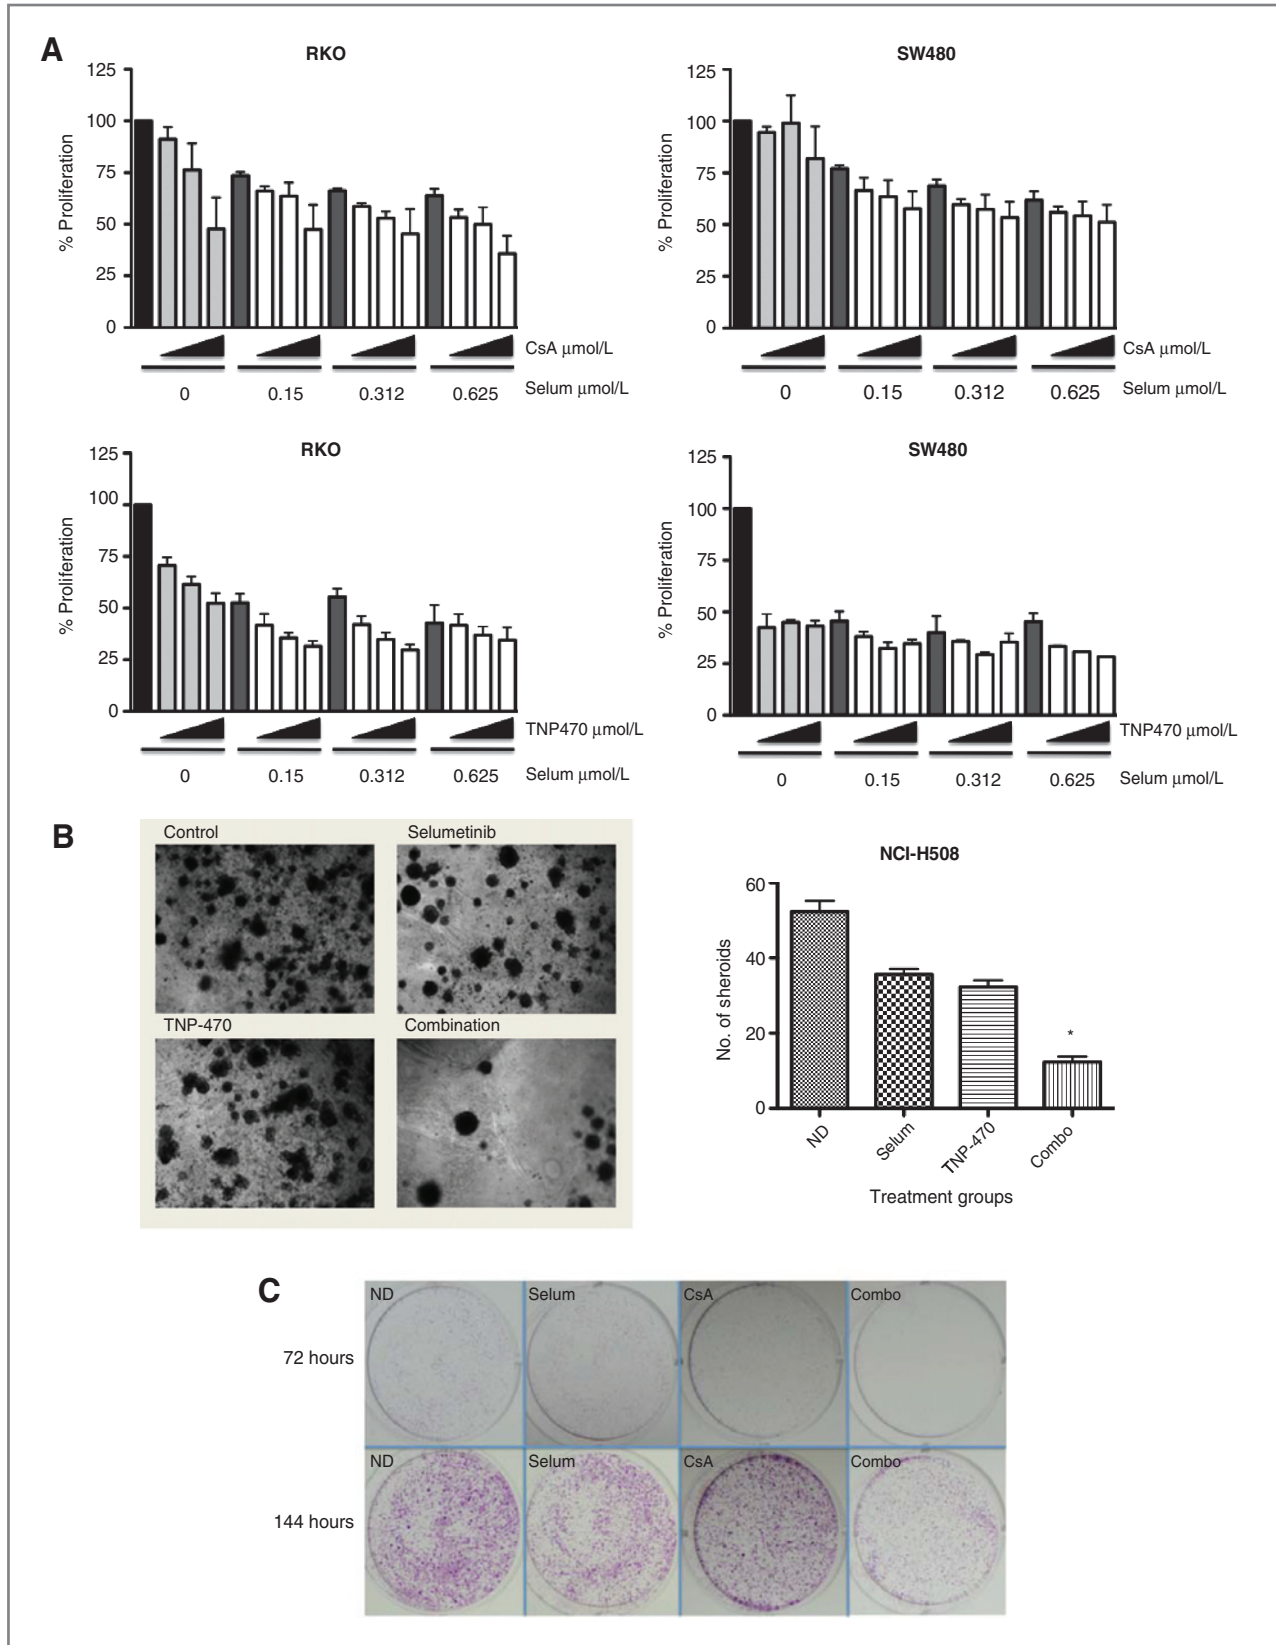 A
RKO
SW480
% Proliferation
125
100
75
50
25
0
CsA µmol/L
0 0.15 0.312 0.625 Selum µmol/L
% Proliferation
125
100
75
50
25
0
CsA µmol/L
0 0.15 0.312 0.625 Selum µmol/L
RKO
SW480
% Proliferation
125
100
75
50
25
0
TNP470 µmol/L
0 0.15 0.312 0.625 Selum µmol/L
% Proliferation
125
100
75
50
25
0
TNP470 µmol/L
0 0.15 0.312 0.625 Selum µmol/L
B
Control
Selumetinib
TNP-470
Combination
NCI-H508
No. of sheroids
60
40
20
0
*
ND
Selum
TNP-470
Combo
Treatment groups
C
72 hours
ND
Selum
CsA
Combo
144 hours
ND
Selum
CsA
Combo